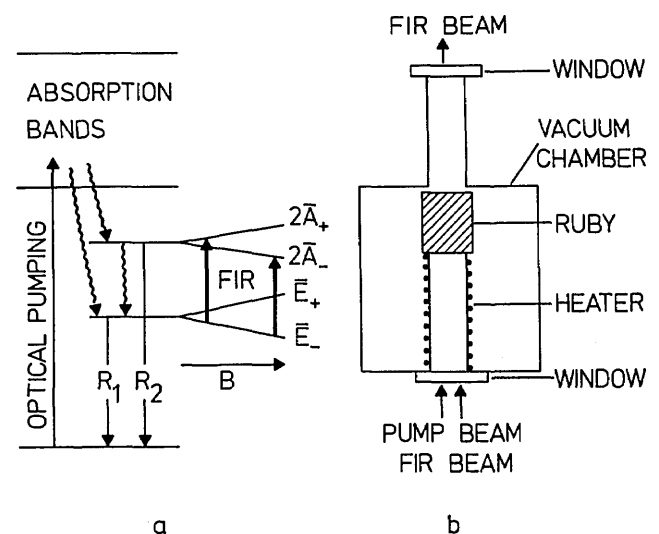 ABSORPTION
BANDS
OPTICAL PUMPING
R₁
R₂
FIR
B
2Ā₊
2Ā₋
E̿₊
E̿₋
a
FIR BEAM
WINDOW
VACUUM
CHAMBER
RUBY
HEATER
WINDOW
PUMP BEAM
FIR BEAM
b